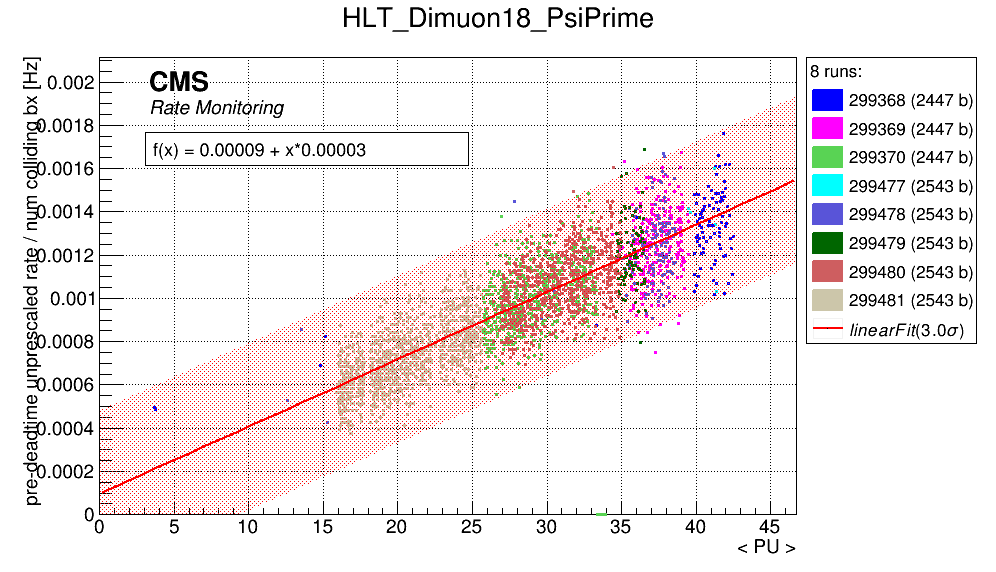 HLT_Dimuon18_PsiPrime
pre-deadtime unprescaled rate / num colliding bx [Hz]
0.002
0.0018
0.0016
0.0014
0.0012
0.001
0.0008
0.0006
0.0004
0.0002
0
CMS
Rate Monitoring
f(x) = 0.00009 + x*0.00003
0 5 10 15 20 25 30 35 40 45
< PU >
8 runs:
299368 (2447 b)
299369 (2447 b)
299370 (2447 b)
299477 (2543 b)
299478 (2543 b)
299479 (2543 b)
299480 (2543 b)
299481 (2543 b)
linearFit(3.0σ)